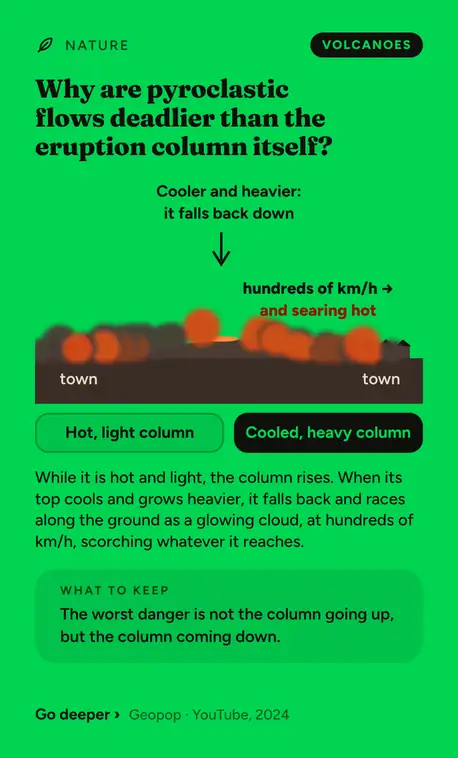 NATURE
VOLCANOES
Why are pyroclastic
flows deadlier than the
eruption column itself?
Cooler and heavier:
it falls back down
hundreds of km/h →
and searing hot
town
town
Hot, light column
Cooled, heavy column
While it is hot and light, the column rises. When its
top cools and grows heavier, it falls back and races
along the ground as a glowing cloud, at hundreds of
km/h, scorching whatever it reaches.
WHAT TO KEEP
The worst danger is not the column going up,
but the column coming down.
Go deeper › Geopop · YouTube, 2024